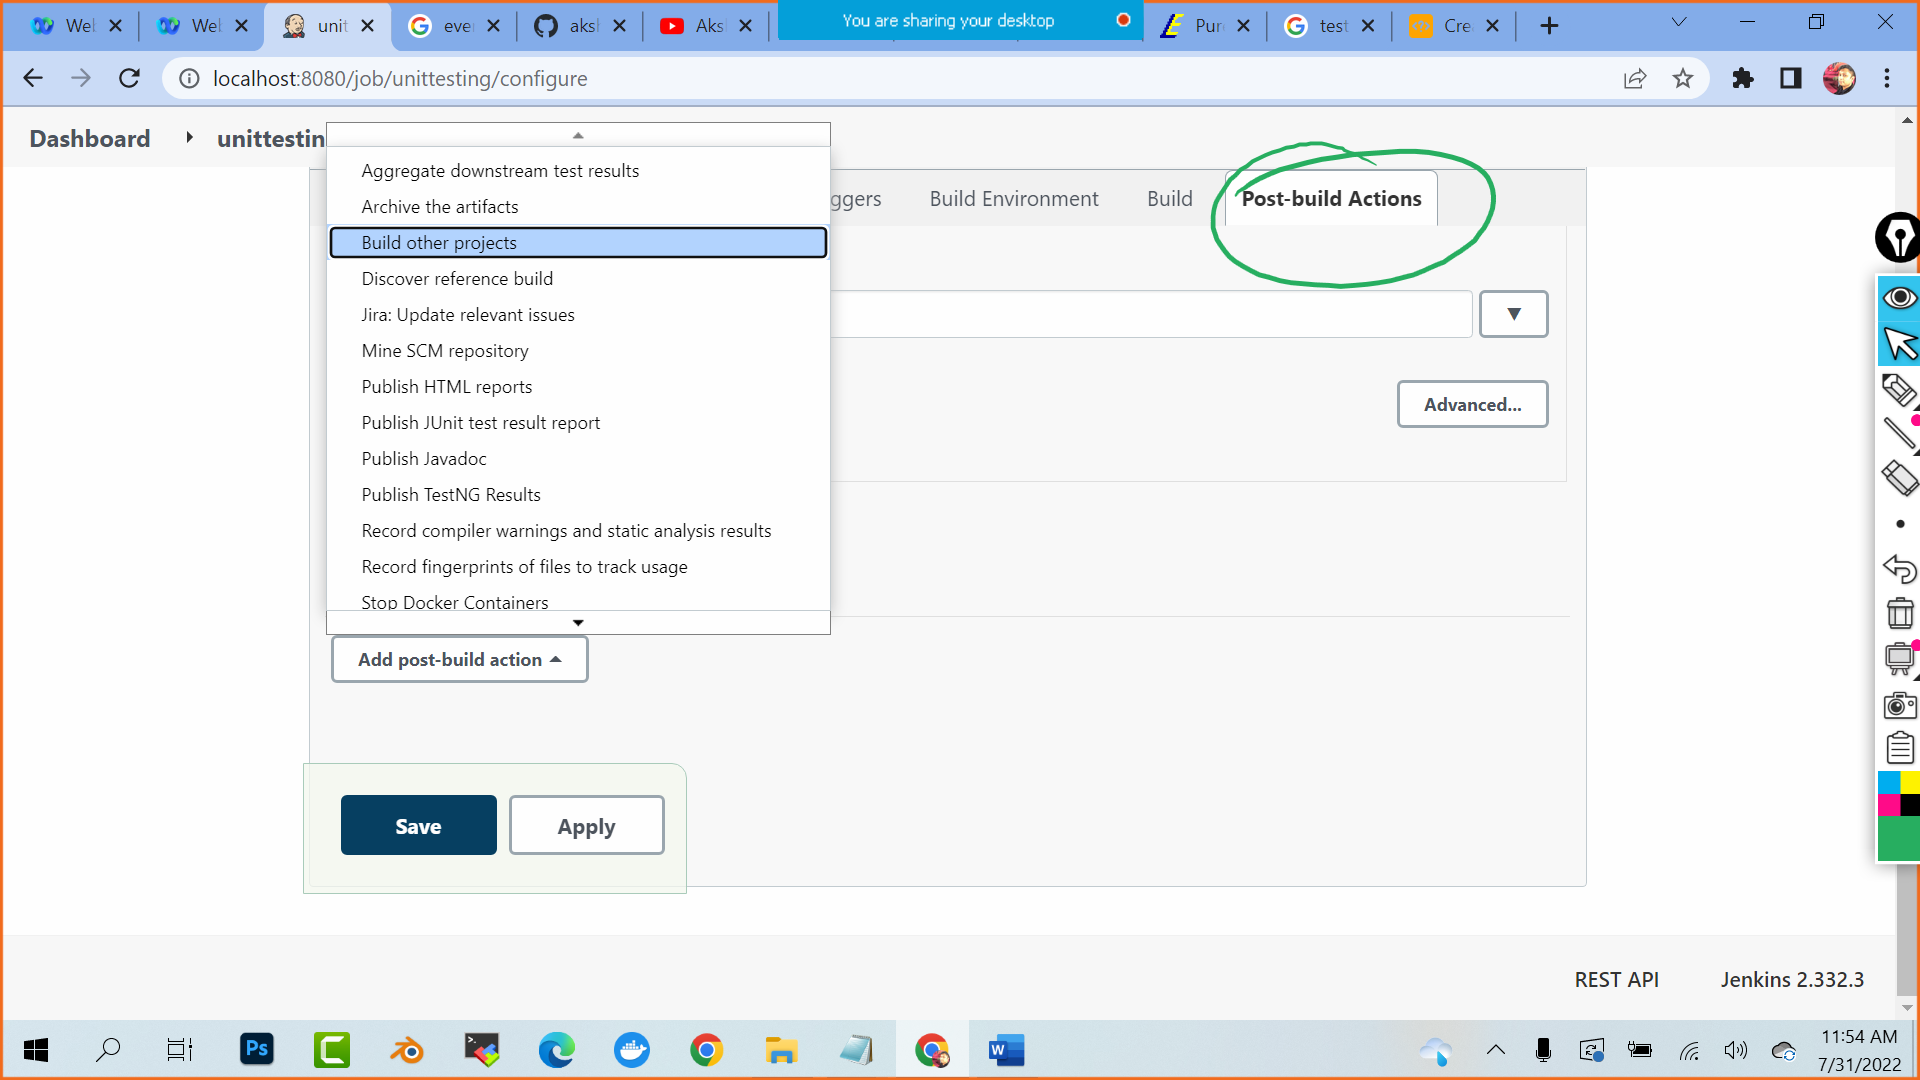 Wel
Wel
unit
eve
aksh
Aks
You are sharing your desktop
Pur
test
Cre
localhost:8080/job/unittesting/configure
Dashboard
unittestin
Aggregate downstream test results
Archive the artifacts
Build other projects
Discover reference build
Jira: Update relevant issues
Mine SCM repository
Publish HTML reports
Publish JUnit test result report
Publish Javadoc
Publish TestNG Results
Record compiler warnings and static analysis results
Record fingerprints of files to track usage
Stop Docker Containers
ggers
Build Environment
Build
Post-build Actions
Advanced...
Add post-build action
Save
Apply
REST API
Jenkins 2.332.3
Ps
W
11:54 AM
7/31/2022